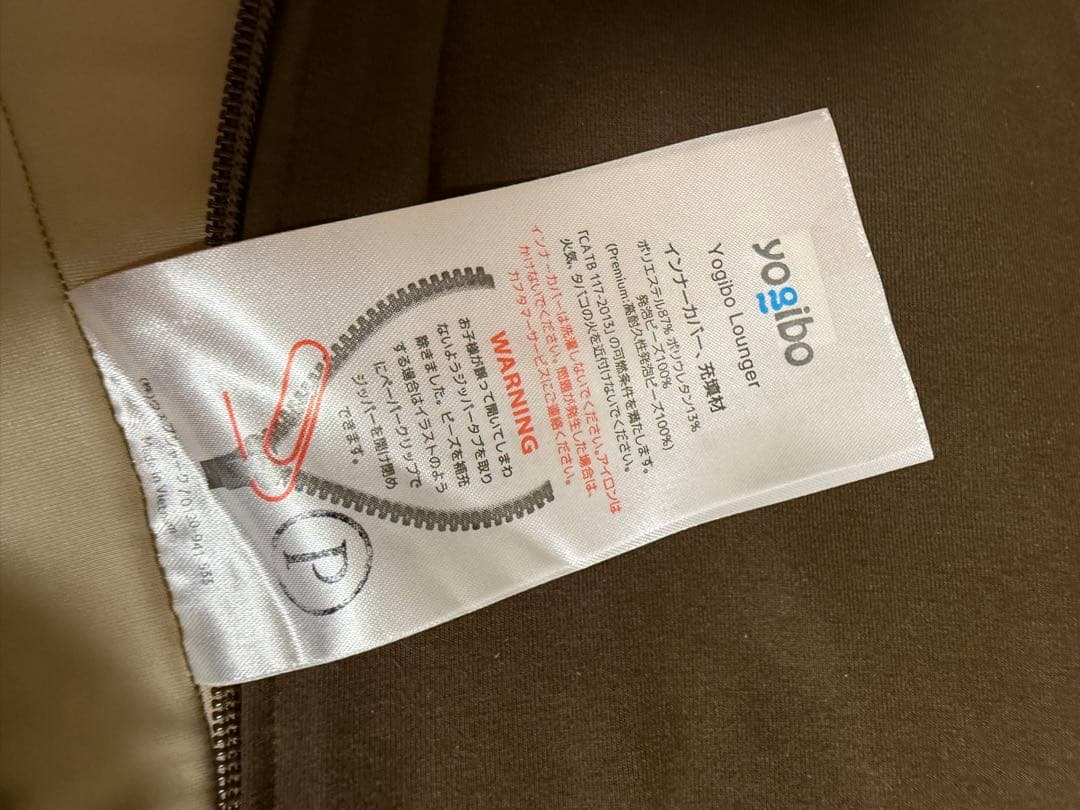 yogibo
Yogibo Lounger
インナーカバー、充填材
ポリエステル87% ポリウレタン13%
発泡ビーズ100%
(Premium:高耐久性発泡ビーズ100%)
「CATB 117-2013」の可燃条件を満たします。
火気、タバコの火を近付けないでください。
インナーカバーは洗濯しないでください。アイロンは
かけないでください。問題が発生した場合は、
カスタマーサービスにご連絡ください。
WARNING
お子様が誤って開いてしまわ
ないようジッパータブを取り
除きました。ビーズを補充
する場合はイラストのよう
にペーパークリップで
ジッパーを開け閉め
できます。
P